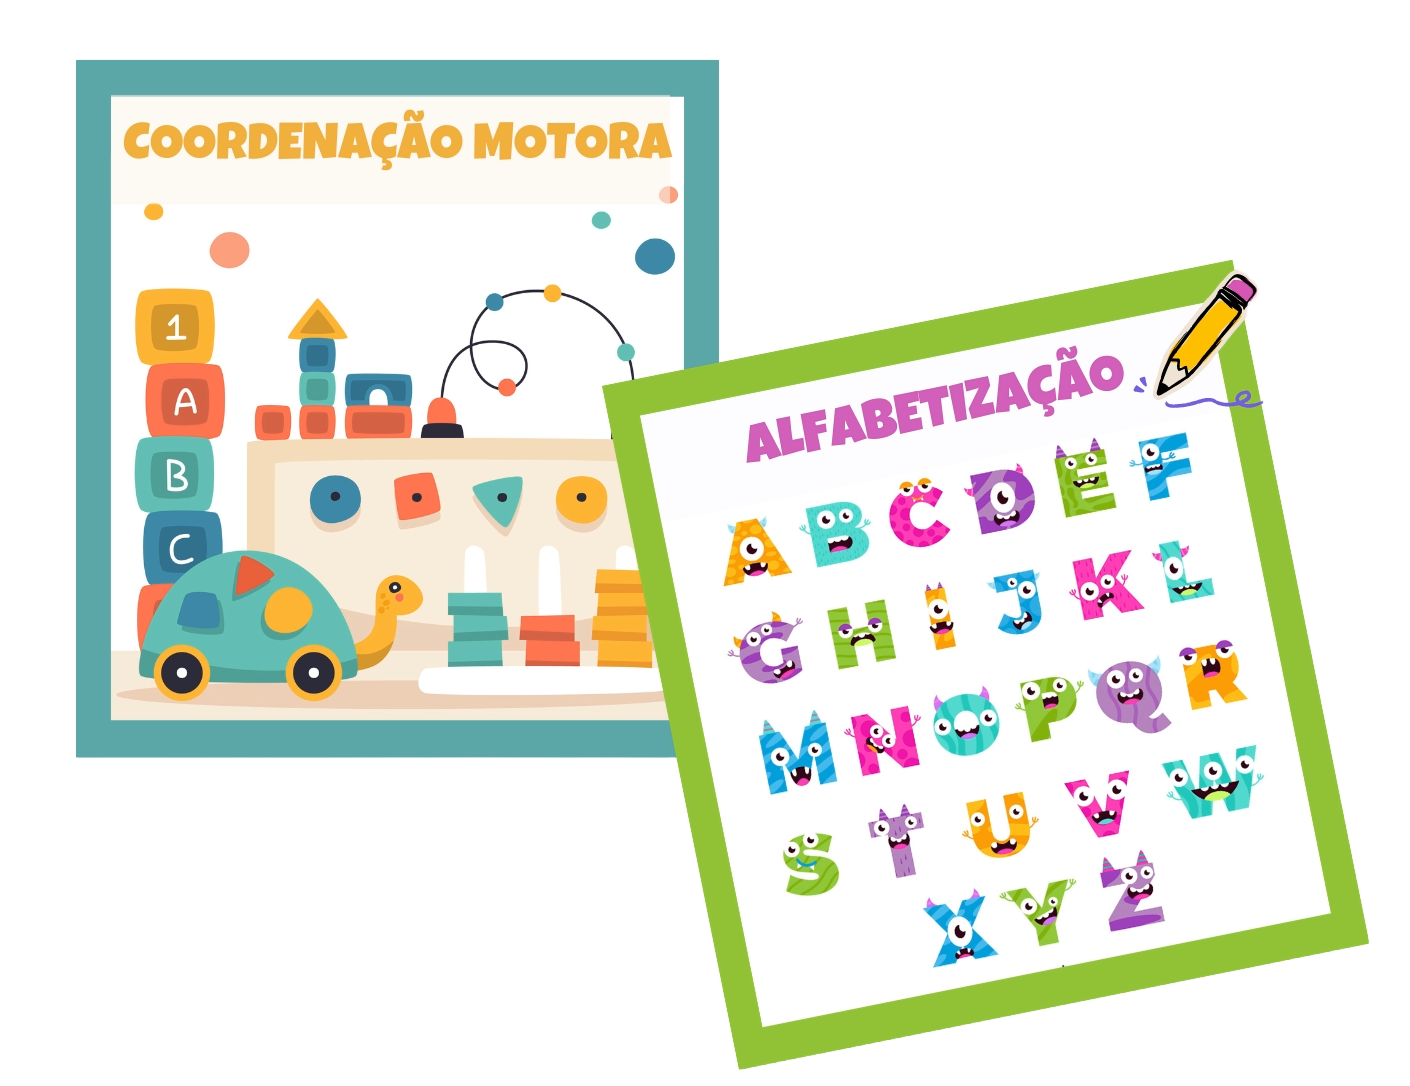 COORDENAÇÃO MOTORA
1
A
B
C
ALFABETIZAÇÃO
A B C D E F
G H I J K L
M N O P Q R
S T U V W
X Y Z